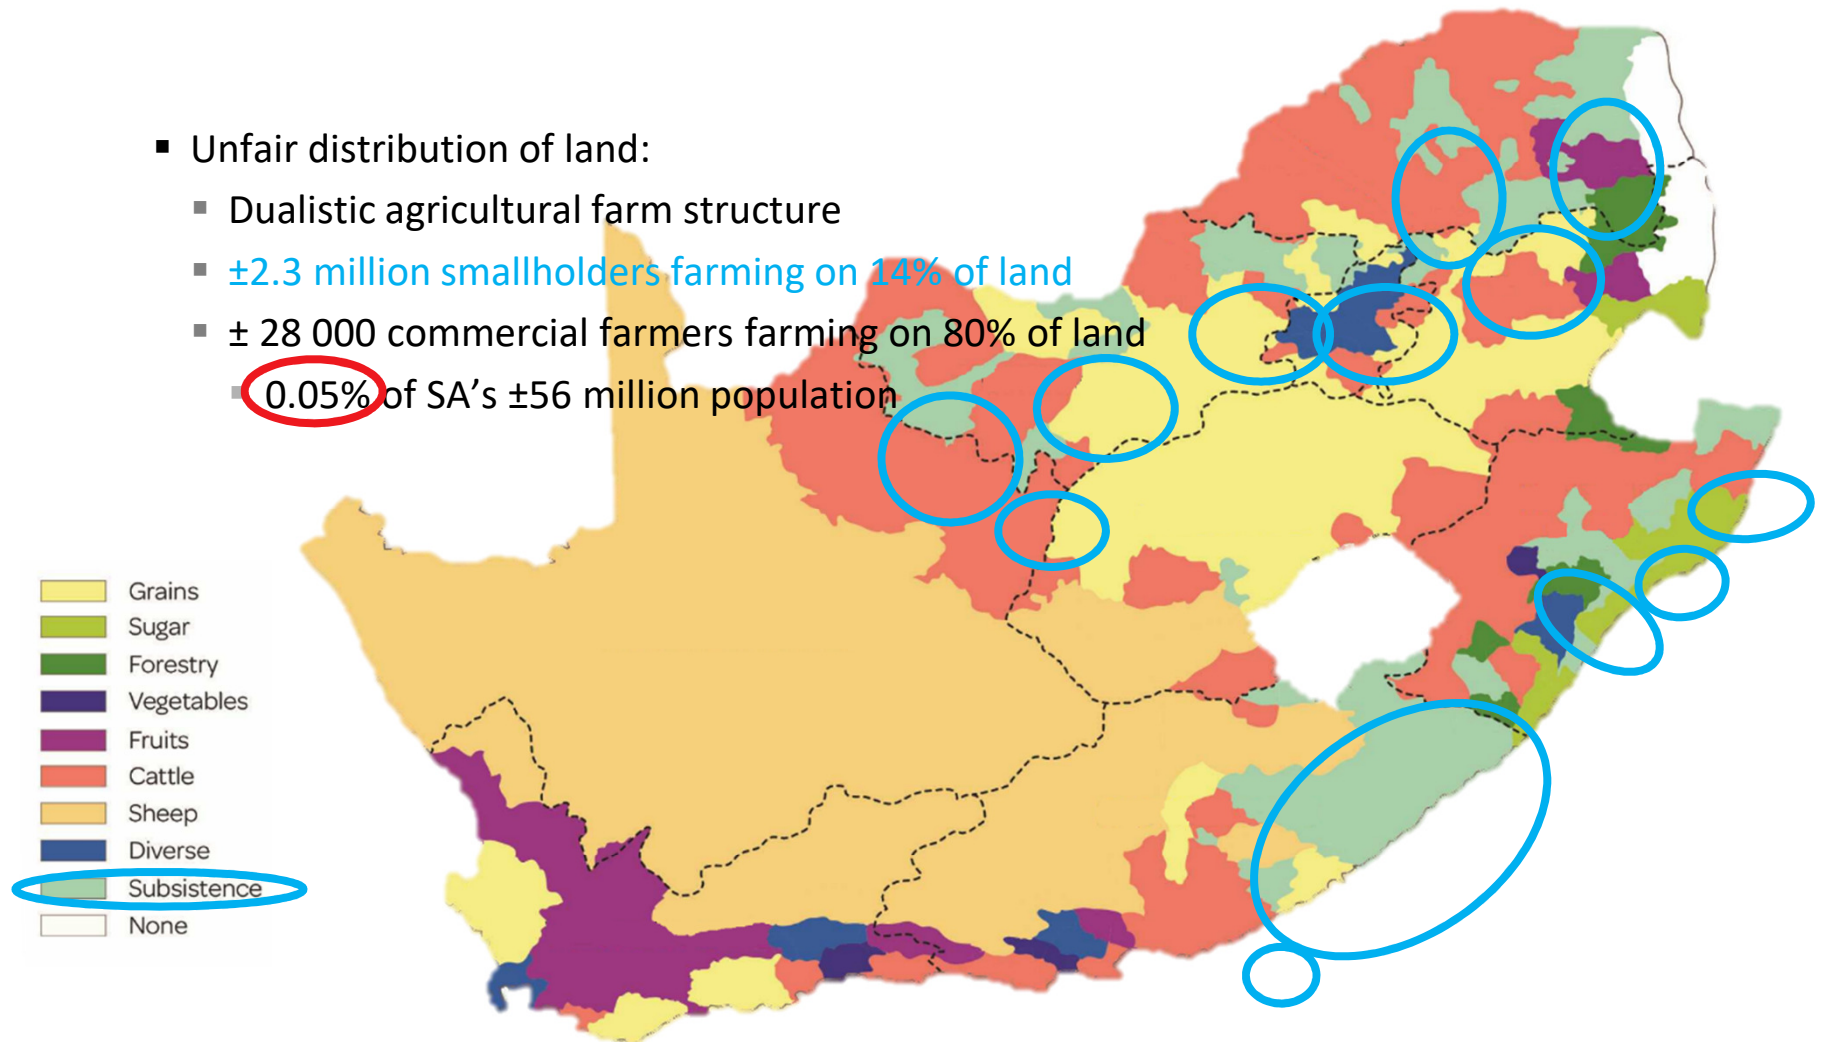 ▪ Unfair distribution of land:
▪ Dualistic agricultural farm structure
▪ ±2.3 million smallholders farming on 14% of land
▪ ± 28 000 commercial farmers farming on 80% of land
▪ 0.05% of SA’s ±56 million population
Grains
Sugar
Forestry
Vegetables
Fruits
Cattle
Sheep
Diverse
Subsistence
None